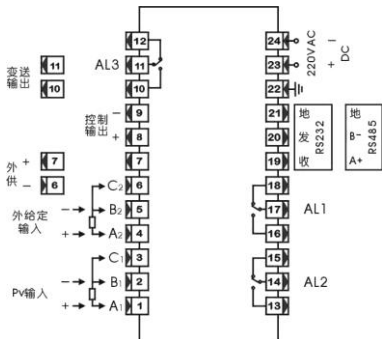 12 24 220VAC − DC
变送输出 11 AL3 11 23 +
10 10 22
控制输出 − 9 21 地 地
+ 8 20 发 RS232 B− RS485
外供 + 7 7 19 收 A+
− 6 C2 6 18
外给定输入 − B2 5 17 AL1
+ A2 4 16
C1 3 15
Pv输入 − B1 2 14 AL2
+ A1 1 13